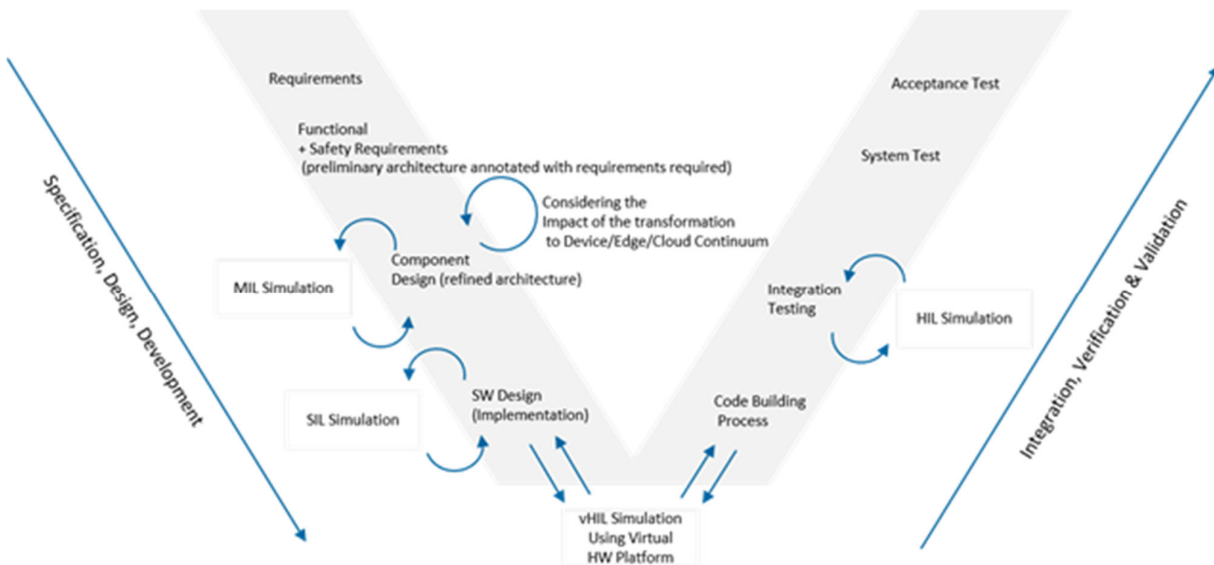 Requirements
Functional
+ Safety Requirements
(preliminary architecture annotated with requirements required)
Considering the
Impact of the transformation
to Device/Edge/Cloud Continuum
Component
Design (refined architecture)
MIL Simulation
SIL Simulation
SW Design
(Implementation)
vHIL Simulation
Using Virtual
HW Platform
Code Building
Process
Integration
Testing
HIL Simulation
System Test
Acceptance Test
Specification, Design, Development
Integration, Verification & Validation